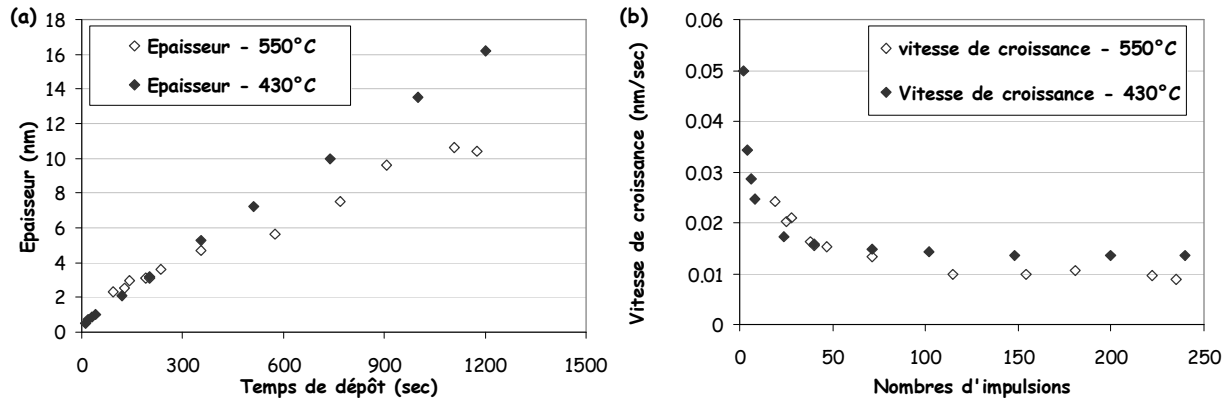 (a)
18
16
14
12
10
8
6
4
2
0
Epaisseur (nm)
Epaisseur - 550°C
Epaisseur - 430°C
0 300 600 900 1200 1500
Temps de dépôt (sec)
(b)
0.06
0.05
0.04
0.03
0.02
0.01
0
Vitesse de croissance (nm/sec)
vitesse de croissance - 550°C
Vitesse de croissance - 430°C
0 50 100 150 200 250
Nombres d'impulsions